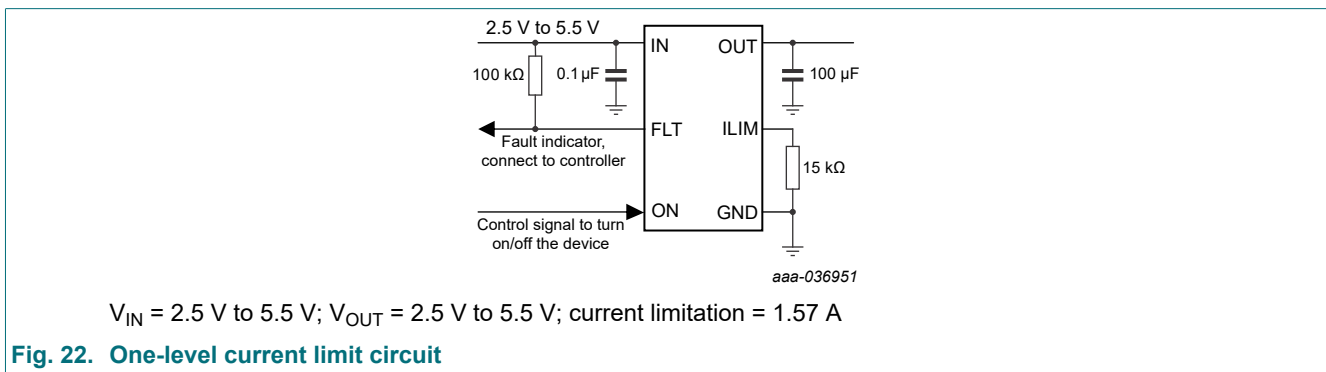 2.5 V to 5.5 V
IN
OUT
100 kΩ
0.1 µF
100 µF
FLT
ILIM
Fault indicator,
connect to controller
15 kΩ
ON
GND
Control signal to turn
on/off the device
aaa-036951
V_IN = 2.5 V to 5.5 V; V_OUT = 2.5 V to 5.5 V; current limitation = 1.57 A
Fig. 22. One-level current limit circuit